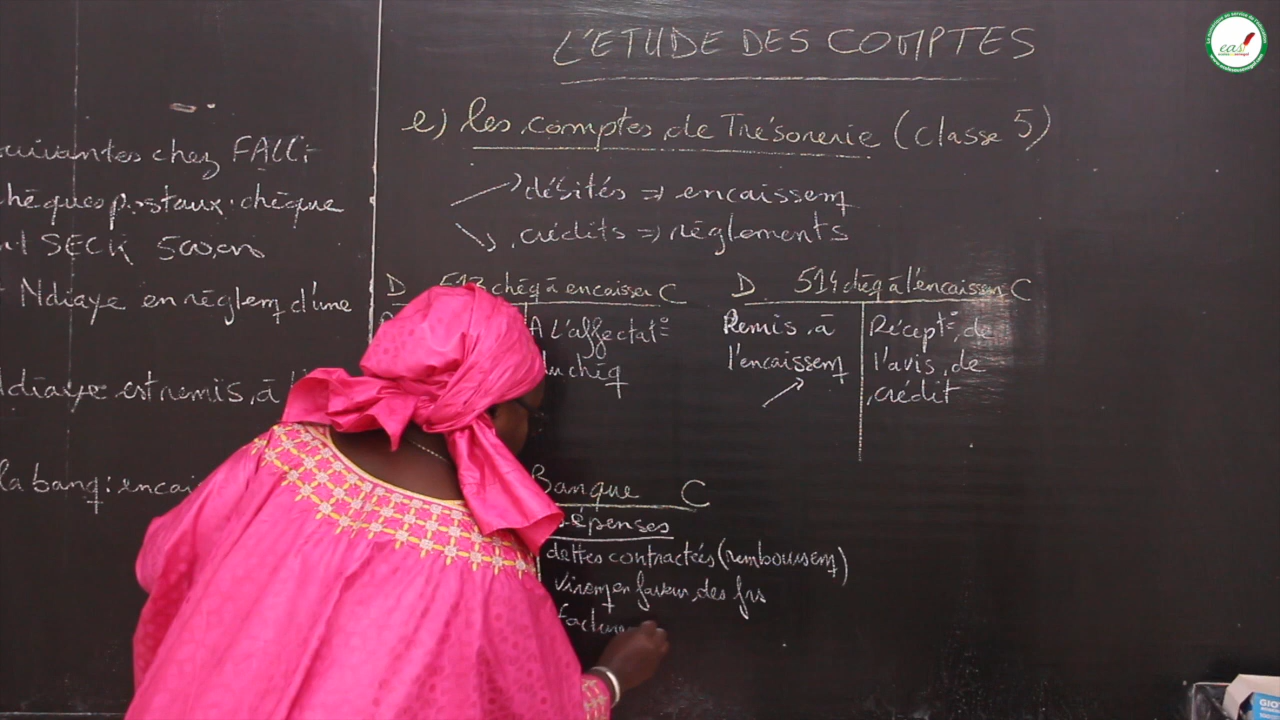 L'ETUDE DES COMPTES
e) les comptes de Trésorerie (classe 5)
débités => encaissem
crédits => règlements
suivantes chez FALL:
chèques postaux: chèque
SECK 500.000
Ndiaye en règlem d'une
Ndiaye est remis à l'
la banq: encai
D 513 chèq à encaisser C
A l'affectat°
du chèq
D 514 chèq à l'encaissem C
Remis à
l'encaissem
Récept° de
l'avis de
crédit
Banque C
dépenses
dettes contractées (remboursem)
Virem en faveur des frs
factur
eas